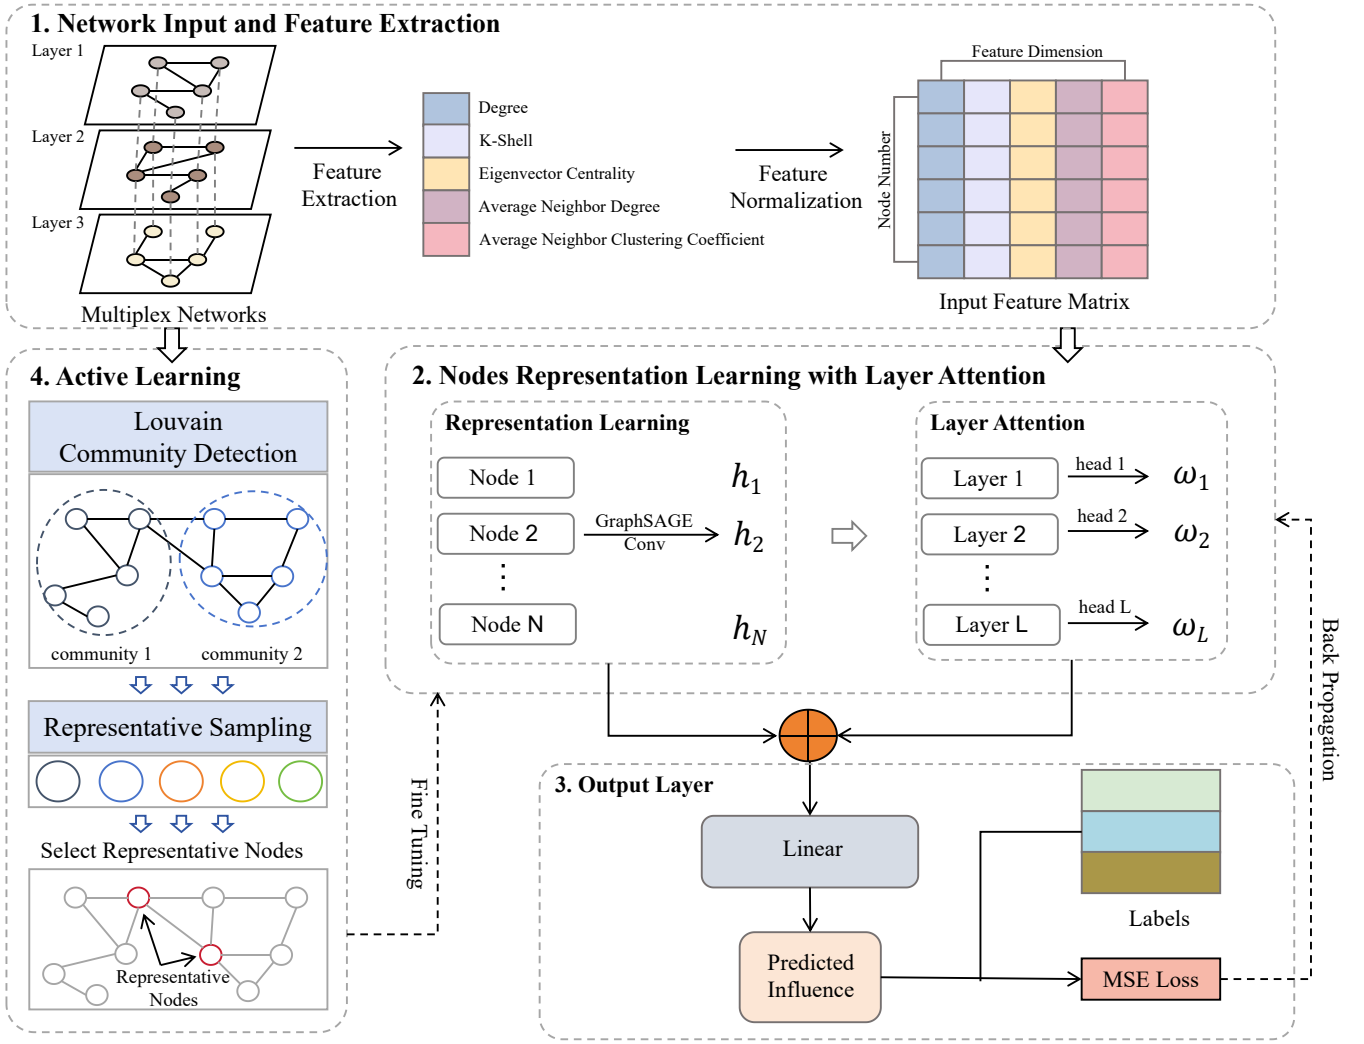 1. Network Input and Feature Extraction
Layer 1
Layer 2
Layer 3
Multiplex Networks
Feature
Extraction
Degree
K-Shell
Eigenvector Centrality
Average Neighbor Degree
Average Neighbor Clustering Coefficient
Feature
Normalization
Feature Dimension
Node Number
Input Feature Matrix
4. Active Learning
Louvain
Community Detection
community 1
community 2
Representative Sampling
Select Representative Nodes
Representative
Nodes
Fine Tuning
2. Nodes Representation Learning with Layer Attention
Representation Learning
Node 1
Node 2
⋮
Node N
GraphSAGE
Conv
h1
h2
hN
Layer Attention
Layer 1
Layer 2
⋮
Layer L
head 1
head 2
head L
ω1
ω2
ωL
Back Propagation
3. Output Layer
Linear
Predicted
Influence
Labels
MSE Loss